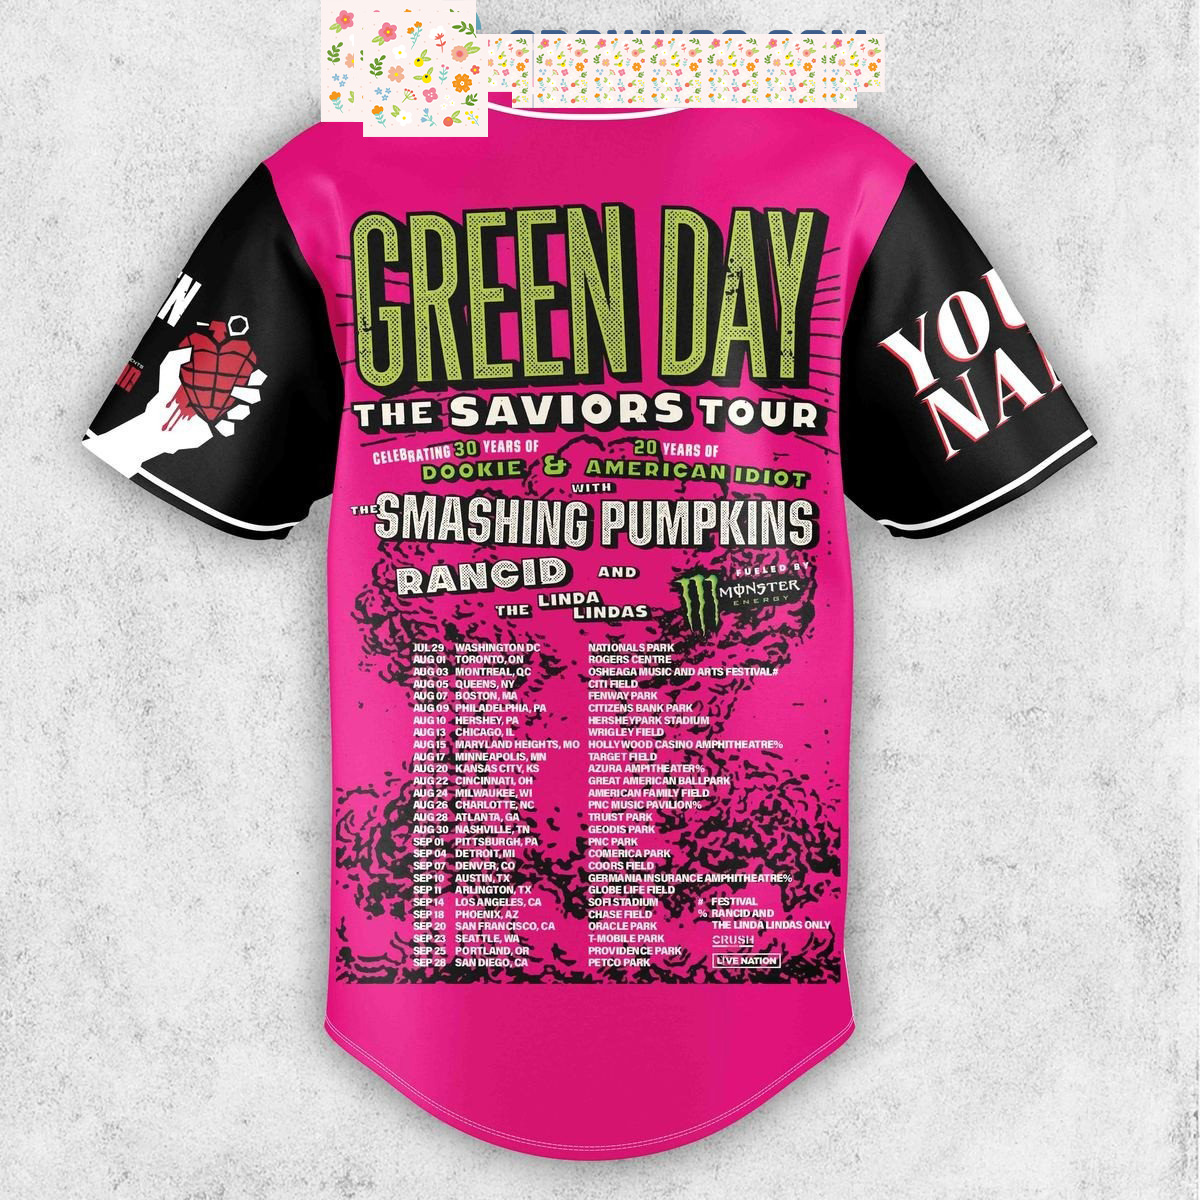 GREEN DAY
THE SAVIORS TOUR
CELEBRATING 30 YEARS OF 20 YEARS OF
DOOKIE & AMERICAN IDIOT
WITH
THE SMASHING PUMPKINS
RANCID AND
THE LINDA LINDAS
FUELED BY
MONSTER
ENERGY
YOU
JUL 29 WASHINGTON DC NATIONALS PARK
AUG 01 TORONTO, ON ROGERS CENTRE
AUG 03 MONTREAL, QC OSHEAGA MUSIC AND ARTS FESTIVAL#
AUG 05 QUEENS, NY CITI FIELD
AUG 07 BOSTON, MA FENWAY PARK
AUG 09 PHILADELPHIA, PA CITIZENS BANK PARK
AUG 10 HERSHEY, PA HERSHEYPARK STADIUM
AUG 13 CHICAGO, IL WRIGLEY FIELD
AUG 15 MARYLAND HEIGHTS, MO HOLLYWOOD CASINO AMPHITHEATRE%
AUG 17 MINNEAPOLIS, MN TARGET FIELD
AUG 20 KANSAS CITY, KS AZURA AMPITHEATER%
AUG 22 CINCINNATI, OH GREAT AMERICAN BALLPARK
AUG 24 MILWAUKEE, WI AMERICAN FAMILY FIELD
AUG 26 CHARLOTTE, NC PNC MUSIC PAVILION%
AUG 28 ATLANTA, GA TRUIST PARK
AUG 30 NASHVILLE, TN GEODIS PARK
SEP 01 PITTSBURGH, PA PNC PARK
SEP 04 DETROIT, MI COMERICA PARK
SEP 07 DENVER, CO COORS FIELD
SEP 10 AUSTIN, TX GERMANIA INSURANCE AMPHITHEATRE%
SEP 11 ARLINGTON, TX GLOBE LIFE FIELD
SEP 14 LOS ANGELES, CA SOFI STADIUM
SEP 18 PHOENIX, AZ CHASE FIELD
SEP 20 SAN FRANCISCO, CA ORACLE PARK
SEP 23 SEATTLE, WA T-MOBILE PARK
SEP 25 PORTLAND, OR PROVIDENCE PARK
SEP 28 SAN DIEGO, CA PETCO PARK
# FESTIVAL
% RANCID AND
THE LINDA LINDAS ONLY
CRUSH
LIVE NATION